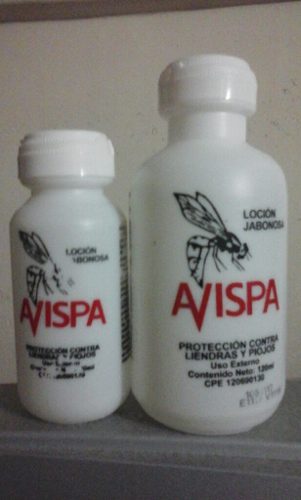 LOCIÓN
JABONOSA
AVISPA
PROTECCIÓN CONTRA
LIENDRAS Y PIOJOS
LOCIÓN
JABONOSA
AVISPA
PROTECCIÓN CONTRA
LIENDRAS Y PIOJOS
Uso Externo
Contenido Neto: 120ml
CPE 120690130